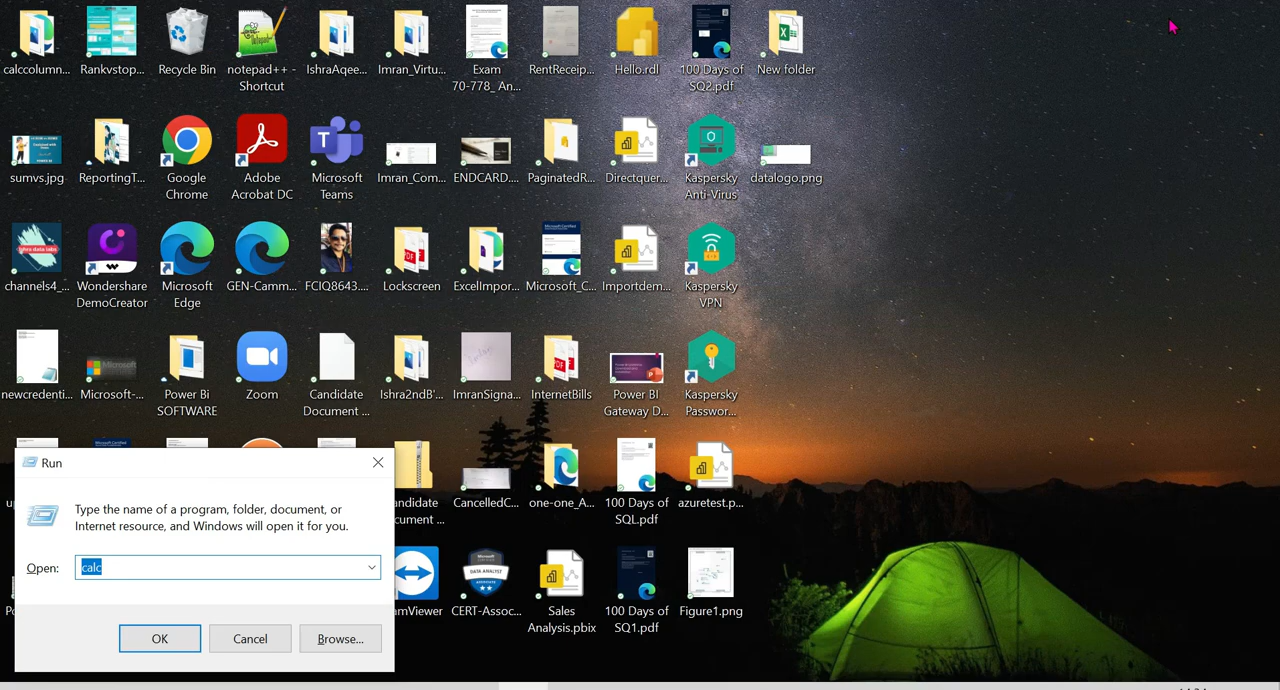 calccolumn...
Rankvstop...
Recycle Bin
notepad++ -
Shortcut
IshraAqee...
Imran_Virtu...
Exam
70-778_ An...
RentReceip...
Hello.rdl
100 Days of
SQ2.pdf
New folder
sumvs.jpg
ReportingT...
Google
Chrome
Adobe
Acrobat DC
Microsoft
Teams
Imran_Com...
ENDCARD....
PaginatedR...
Directquer...
Kaspersky
Anti-Virus
datalogo.png
channels4_...
Wondershare
DemoCreator
Microsoft
Edge
GEN-Camm...
FCIQ8643....
Lockscreen
ExcelImpor...
Microsoft_C...
Importdem...
Kaspersky
VPN
newcredenti...
Microsoft-...
Power Bi
SOFTWARE
Zoom
Candidate
Document ...
Ishra2ndB'...
ImranSigna...
InternetBills
Power BI
Gateway D...
Kaspersky
Passwor...
CancelledC...
one-one_A...
100 Days of
SQL.pdf
azuretest.p...
CERT-Assoc...
Sales
Analysis.pbix
100 Days of
SQ1.pdf
Figure1.png
Run
Type the name of a program, folder, document, or
Internet resource, and Windows will open it for you.
Open:
calc
OK
Cancel
Browse...